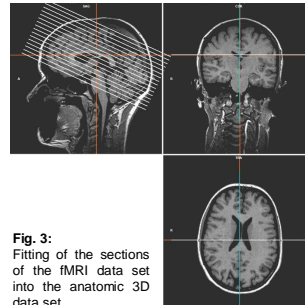 Fig. 3:
Fitting of the sections
of the fMRI data set
into the anatomic 3D
data set